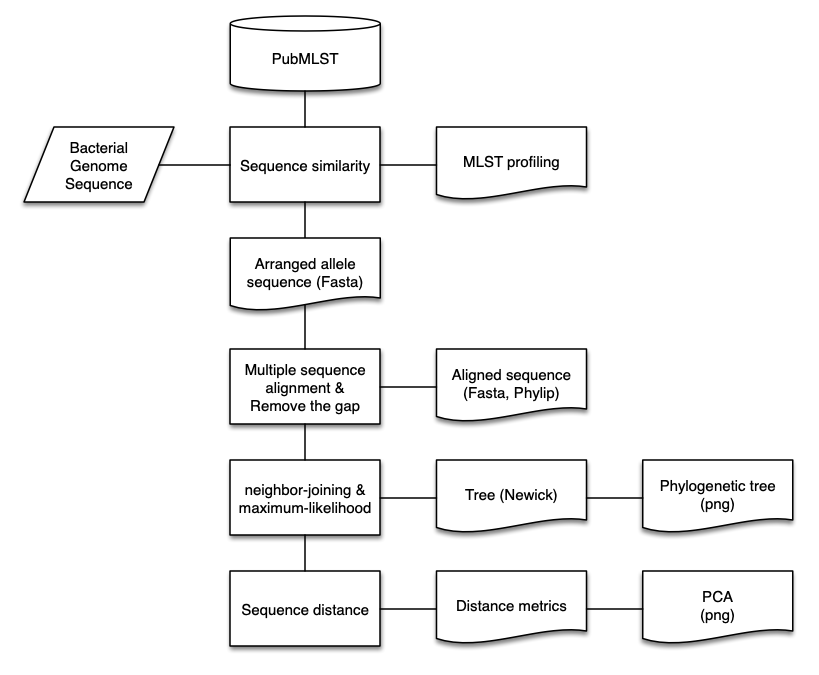 PubMLST
Bacterial
Genome
Sequence
Sequence similarity
MLST profiling
Arranged allele
sequence (Fasta)
Multiple sequence
alignment &
Remove the gap
Aligned sequence
(Fasta, Phylip)
neighbor-joining &
maximum-likelihood
Tree (Newick)
Phylogenetic tree
(png)
Sequence distance
Distance metrics
PCA
(png)